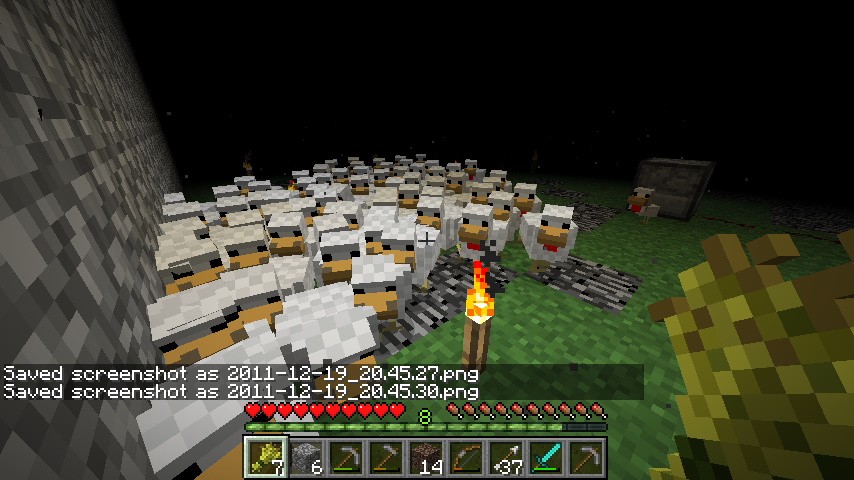 Saved screenshot as 2011-12-19_20.45.27.png
Saved screenshot as 2011-12-19_20.45.30.png
8
7 6 14 37